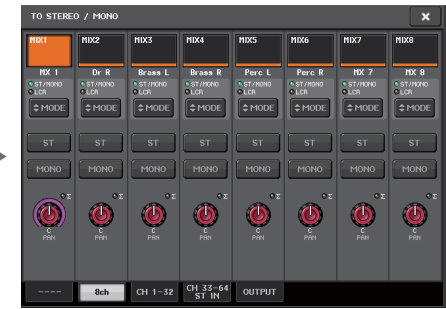 TO STEREO / MONO
MIX1 MIX2 MIX3 MIX4 MIX5 MIX6 MIX7 MIX8
MX 1 Dr R Brass L Brass R Perc L Perc R MX 7 MX 8
ST/MONO ST/MONO ST/MONO ST/MONO ST/MONO ST/MONO ST/MONO ST/MONO
LCR LCR LCR LCR LCR LCR LCR LCR
MODE MODE MODE MODE MODE MODE MODE MODE
ST ST ST ST ST ST ST ST
MONO MONO MONO MONO MONO MONO MONO MONO
Σ Σ Σ Σ Σ Σ Σ Σ
C C C C C C C C
PAN PAN PAN PAN PAN PAN PAN PAN
---- 8ch CH 1-32 CH 33-64 OUTPUT
ST IN